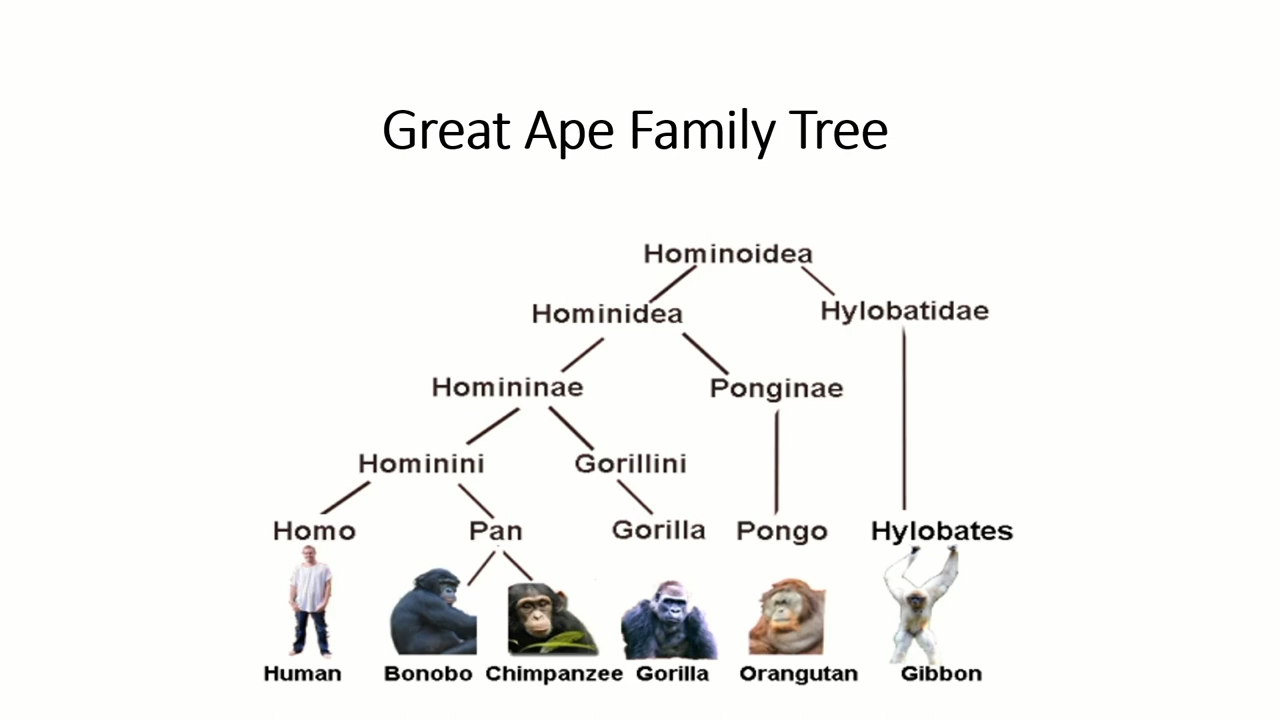 Great Ape Family Tree
Hominoidea
Hominidea Hylobatidae
Homininae Ponginae
Hominini Gorillini
Homo Pan Gorilla Pongo Hylobates
Human Bonobo Chimpanzee Gorilla Orangutan Gibbon